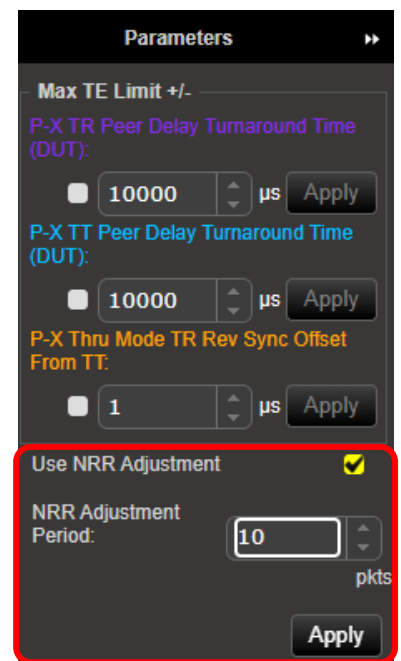 Parameters
Max TE Limit +/-
P-X TR Peer Delay Turnaround Time
(DUT):
10000 µs Apply
P-X TT Peer Delay Turnaround Time
(DUT):
10000 µs Apply
P-X Thru Mode TR Rev Sync Offset
From TT:
1 µs Apply
Use NRR Adjustment
NRR Adjustment
Period:
10
pkts
Apply